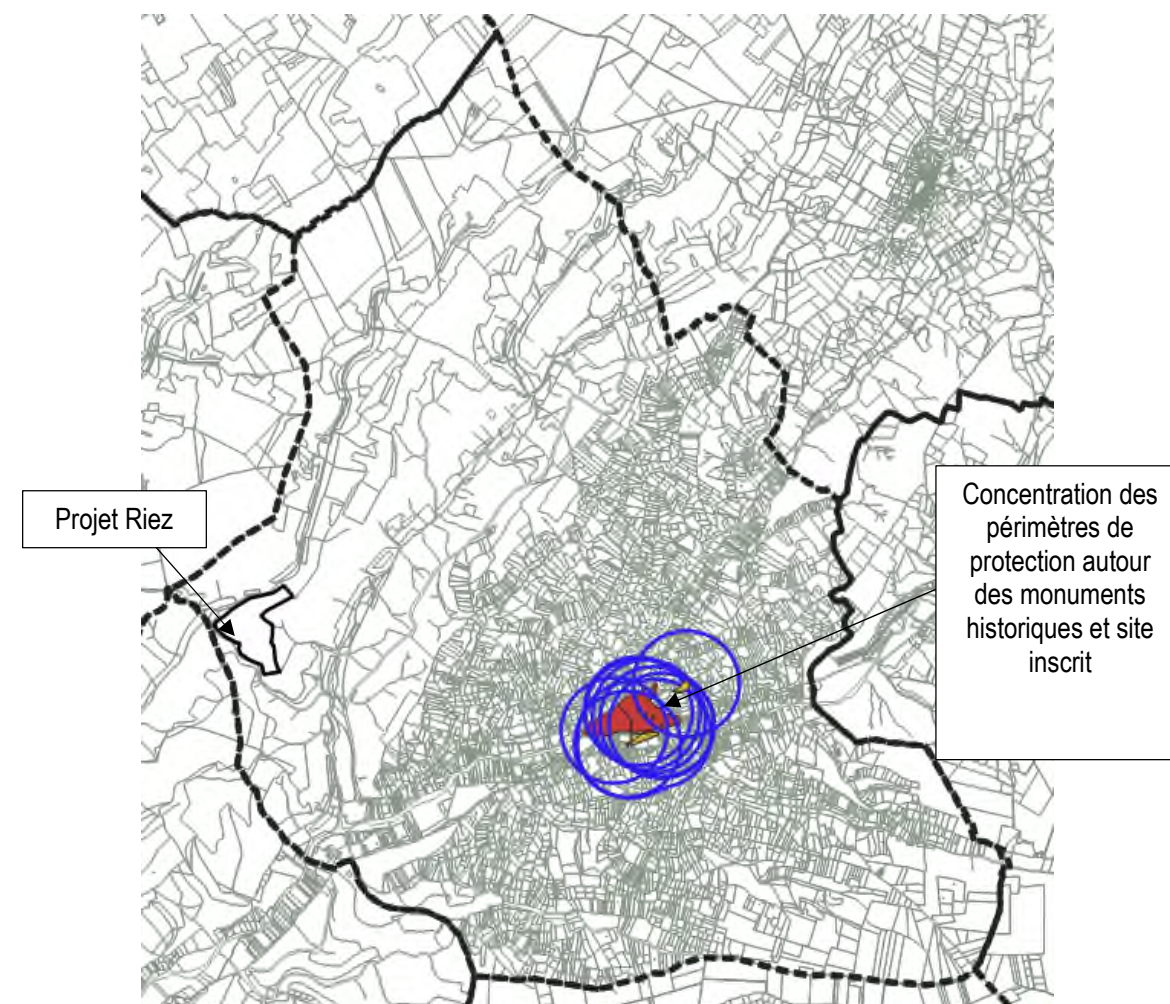 Projet Riez
Concentration des
périmètres de
protection autour
des monuments
historiques et site
inscrit